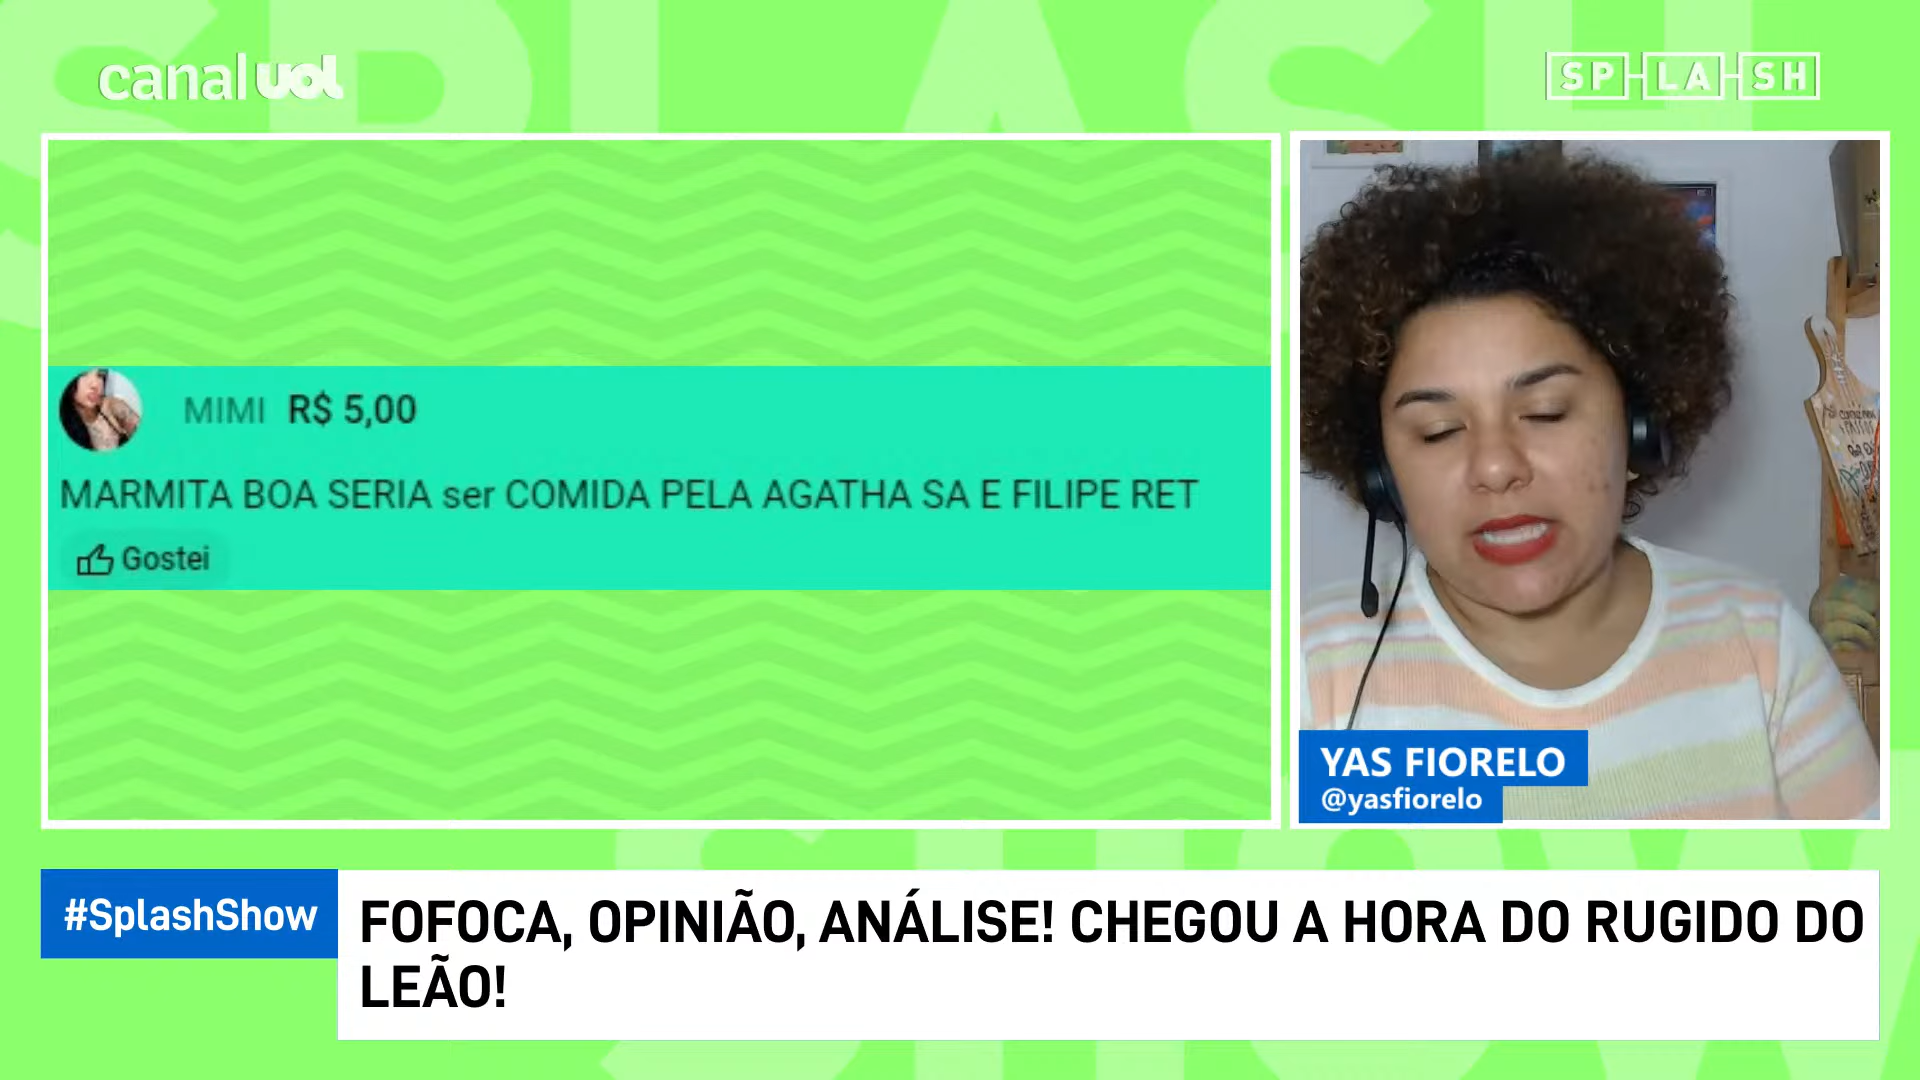 canal uol
SPLASH
MIMI R$ 5,00
MARMITA BOA SERIA ser COMIDA PELA AGATHA SA E FILIPE RET
Gostei
YAS FIORELO
@yasfiorelo
#SplashShow
FOFOCA, OPINIÃO, ANÁLISE! CHEGOU A HORA DO RUGIDO DO
LEÃO!